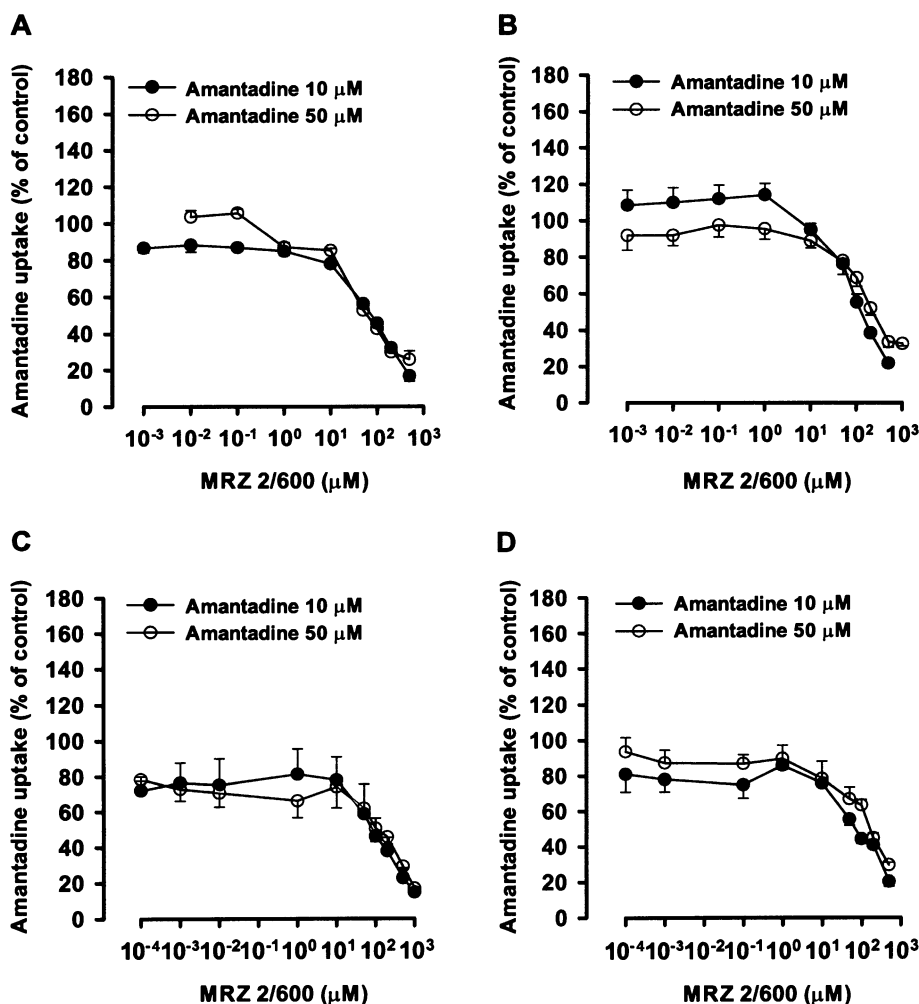 A
Amantadine uptake (% of control)
180
160
140
120
100
80
60
40
20
0
Amantadine 10 μM
Amantadine 50 μM
10-3 10-2 10-1 100 101 102 103
MRZ 2/600 (μM)
B
Amantadine uptake (% of control)
180
160
140
120
100
80
60
40
20
0
Amantadine 10 μM
Amantadine 50 μM
10-3 10-2 10-1 100 101 102 103
MRZ 2/600 (μM)
C
Amantadine uptake (% of control)
180
160
140
120
100
80
60
40
20
0
Amantadine 10 μM
Amantadine 50 μM
10-4 10-3 10-2 10-1 100 101 102 103
MRZ 2/600 (μM)
D
Amantadine uptake (% of control)
180
160
140
120
100
80
60
40
20
0
Amantadine 10 μM
Amantadine 50 μM
10-4 10-3 10-2 10-1 100 101 102 103
MRZ 2/600 (μM)